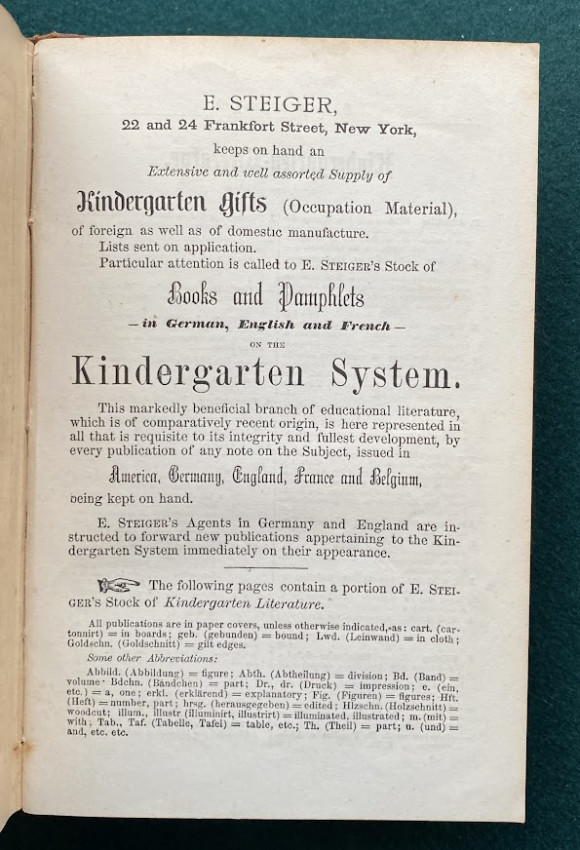 E. STEIGER,
22 and 24 Frankfort Street, New York,
keeps on hand an
Extensive and well assorted Supply of
Kindergarten Gifts (Occupation Material),
of foreign as well as of domestic manufacture.
Lists sent on application.
Particular attention is called to E. STEIGER'S Stock of
Books and Pamphlets
— in German, English and French —
ON THE
Kindergarten System.
This markedly beneficial branch of educational literature,
which is of comparatively recent origin, is here represented in
all that is requisite to its integrity and fullest development, by
every publication of any note on the Subject, issued in
America, Germany, England, France and Belgium,
being kept on hand.
E. STEIGER'S Agents in Germany and England are in-
structed to forward new publications appertaining to the Kin-
dergarten System immediately on their appearance.
The following pages contain a portion of E. STEI-
GER'S Stock of Kindergarten Literature.
All publications are in paper covers, unless otherwise indicated, as: cart. (car-
tonnirt) = in boards; geb. (gebunden) = bound; Lwd. (Leinwand) = in cloth;
Goldschn. (Goldschnitt) = gilt edges.
Some other Abbreviations:
Abbild. (Abbildung) = figure; Abth. (Abtheilung) = division; Bd. (Band) =
volume; Bdchn. (Bändchen) = part; Dr., dr. (Druck) = impression; e. (ein,
etc.) = a, one; erkl. (erklärend) = explanatory; Fig. (Figuren) = figures; Hft.
(Heft) = number, part; hrsg. (herausgegeben) = edited; Hlzschn. (Holzschnitt) =
woodcut; illum., illustr (illuminirt, illustrirt) = illuminated, illustrated; m. (mit) =
with; Tab., Taf. (Tabelle, Tafel) = table, etc.; Th. (Theil) = part; u. (und) =
and, etc. etc.